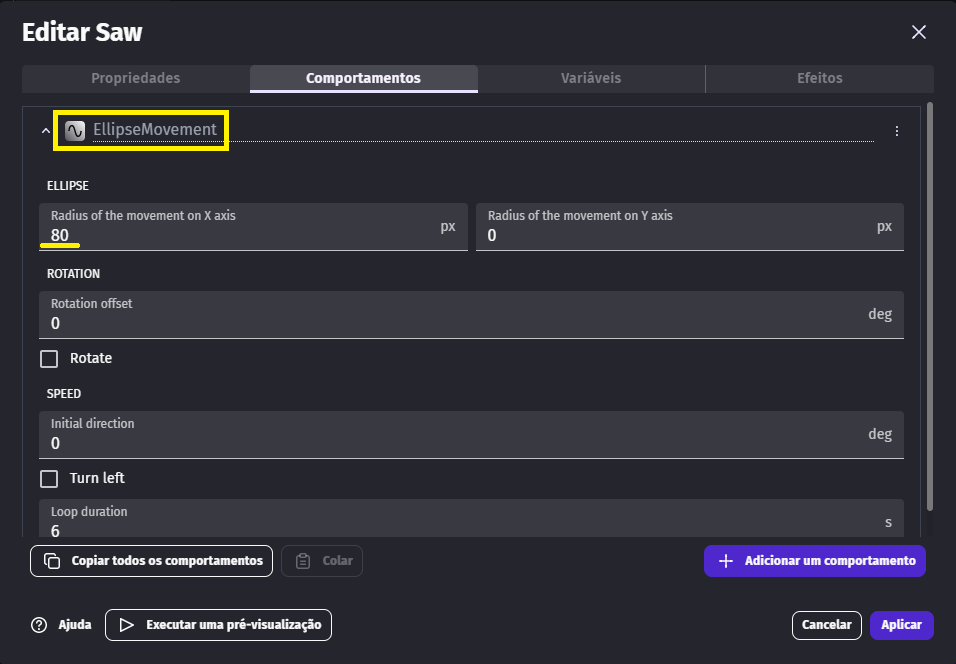 Editar Saw
Propriedades Comportamentos Variáveis Efeitos
EllipseMovement
ELLIPSE
Radius of the movement on X axis Radius of the movement on Y axis
80 px 0 px
ROTATION
Rotation offset
0 deg
Rotate
SPEED
Initial direction
0 deg
Turn left
Loop duration
6 s
Copiar todos os comportamentos Colar Adicionar um comportamento
Ajuda Executar uma pré-visualização Cancelar Aplicar